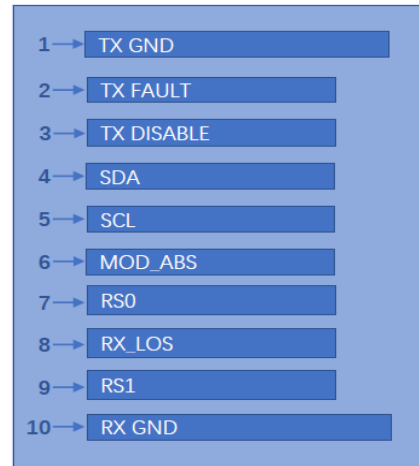 1 TX GND
2 TX FAULT
3 TX DISABLE
4 SDA
5 SCL
6 MOD_ABS
7 RS0
8 RX_LOS
9 RS1
10 RX GND